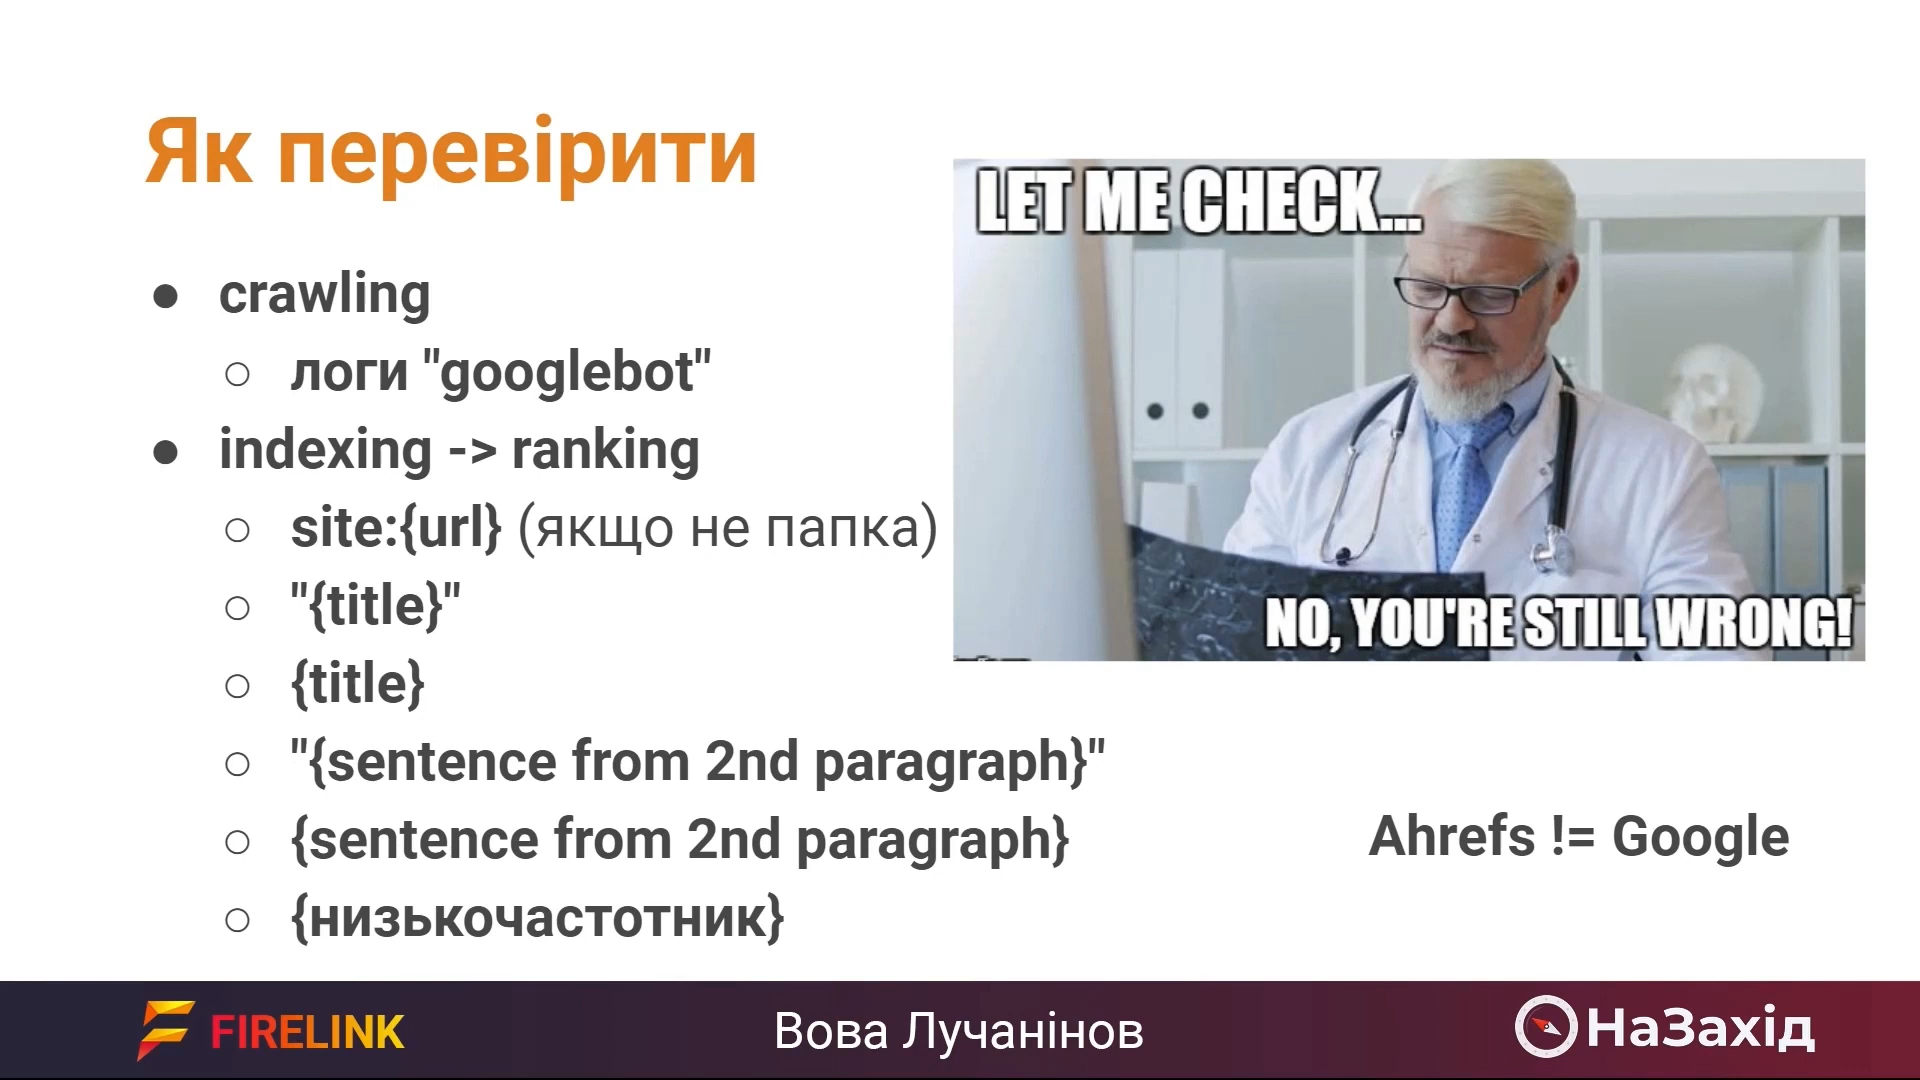 Як перевірити
● crawling
○ логи "googlebot"
● indexing -> ranking
○ site:{url} (якщо не папка)
○ "{title}"
○ {title}
○ "{sentence from 2nd paragraph}"
○ {sentence from 2nd paragraph}
○ {низькочастотник}
LET ME CHECK...
NO, YOU'RE STILL WRONG!
Ahrefs != Google
FIRELINK
Вова Лучанінов
НаЗахід